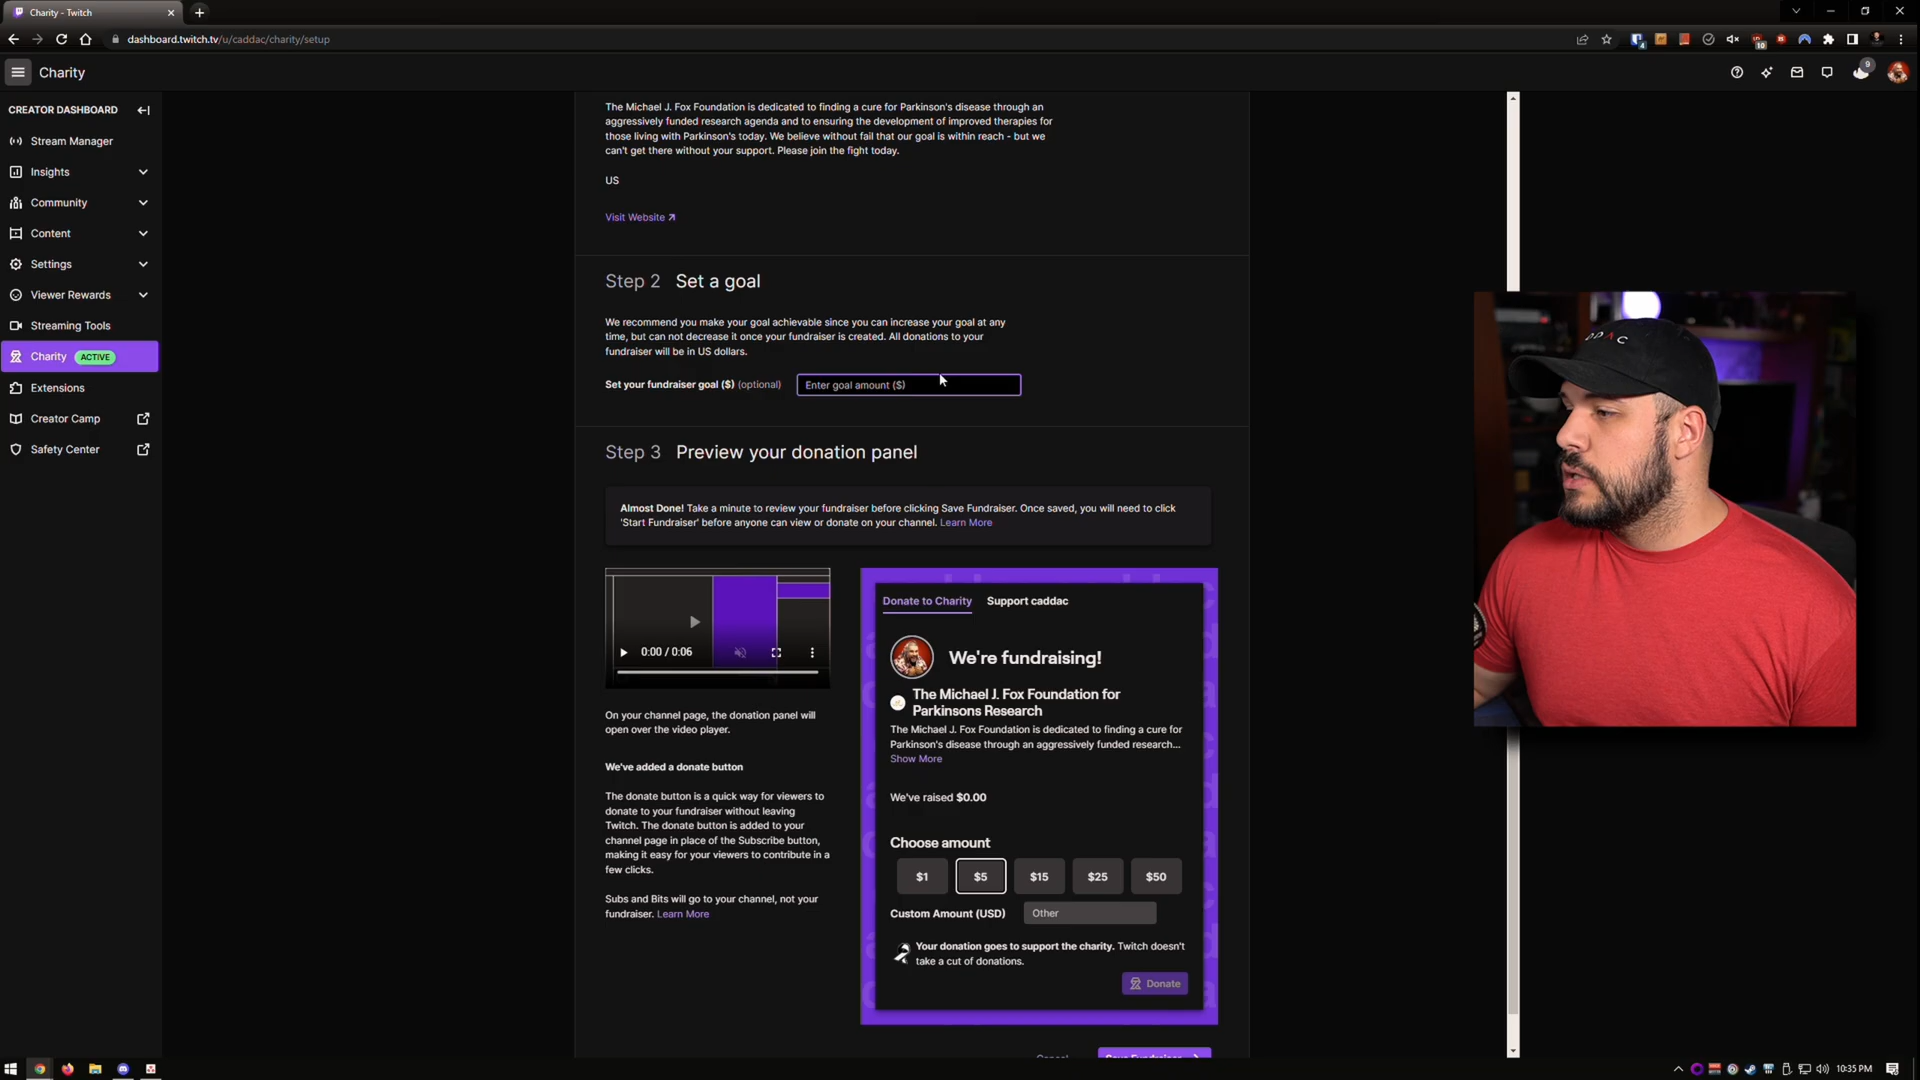 Charity - Twitch
dashboard.twitch.tv/u/caddac/charity/setup
10
Charity
9
CREATOR DASHBOARD
Stream Manager
Insights
Community
Content
Settings
Viewer Rewards
Streaming Tools
Charity ACTIVE
Extensions
Creator Camp
Safety Center
The Michael J. Fox Foundation is dedicated to finding a cure for Parkinson's disease through an
aggressively funded research agenda and to ensuring the development of improved therapies for
those living with Parkinson's today. We believe without fail that our goal is within reach - but we
can't get there without your support. Please join the fight today.
US
Visit Website
Step 2 Set a goal
We recommend you make your goal achievable since you can increase your goal at any
time, but can not decrease it once your fundraiser is created. All donations to your
fundraiser will be in US dollars.
Set your fundraiser goal ($) (optional) Enter goal amount ($)
Step 3 Preview your donation panel
Almost Done! Take a minute to review your fundraiser before clicking Save Fundraiser. Once saved, you will need to click
'Start Fundraiser' before anyone can view or donate on your channel. Learn More
0:00 / 0:06
On your channel page, the donation panel will
open over the video player.
We've added a donate button
The donate button is a quick way for viewers to
donate to your fundraiser without leaving
Twitch. The donate button is added to your
channel page in place of the Subscribe button,
making it easy for your viewers to contribute in a
few clicks.
Subs and Bits will go to your channel, not your
fundraiser. Learn More
Donate to Charity Support caddac
We're fundraising!
The Michael J. Fox Foundation for
Parkinsons Research
The Michael J. Fox Foundation is dedicated to finding a cure for
Parkinson's disease through an aggressively funded research...
Show More
We've raised $0.00
Choose amount
$1 $5 $15 $25 $50
Custom Amount (USD) Other
Your donation goes to support the charity. Twitch doesn't
take a cut of donations.
Donate
Cancel Save Fundraiser
10:35 PM